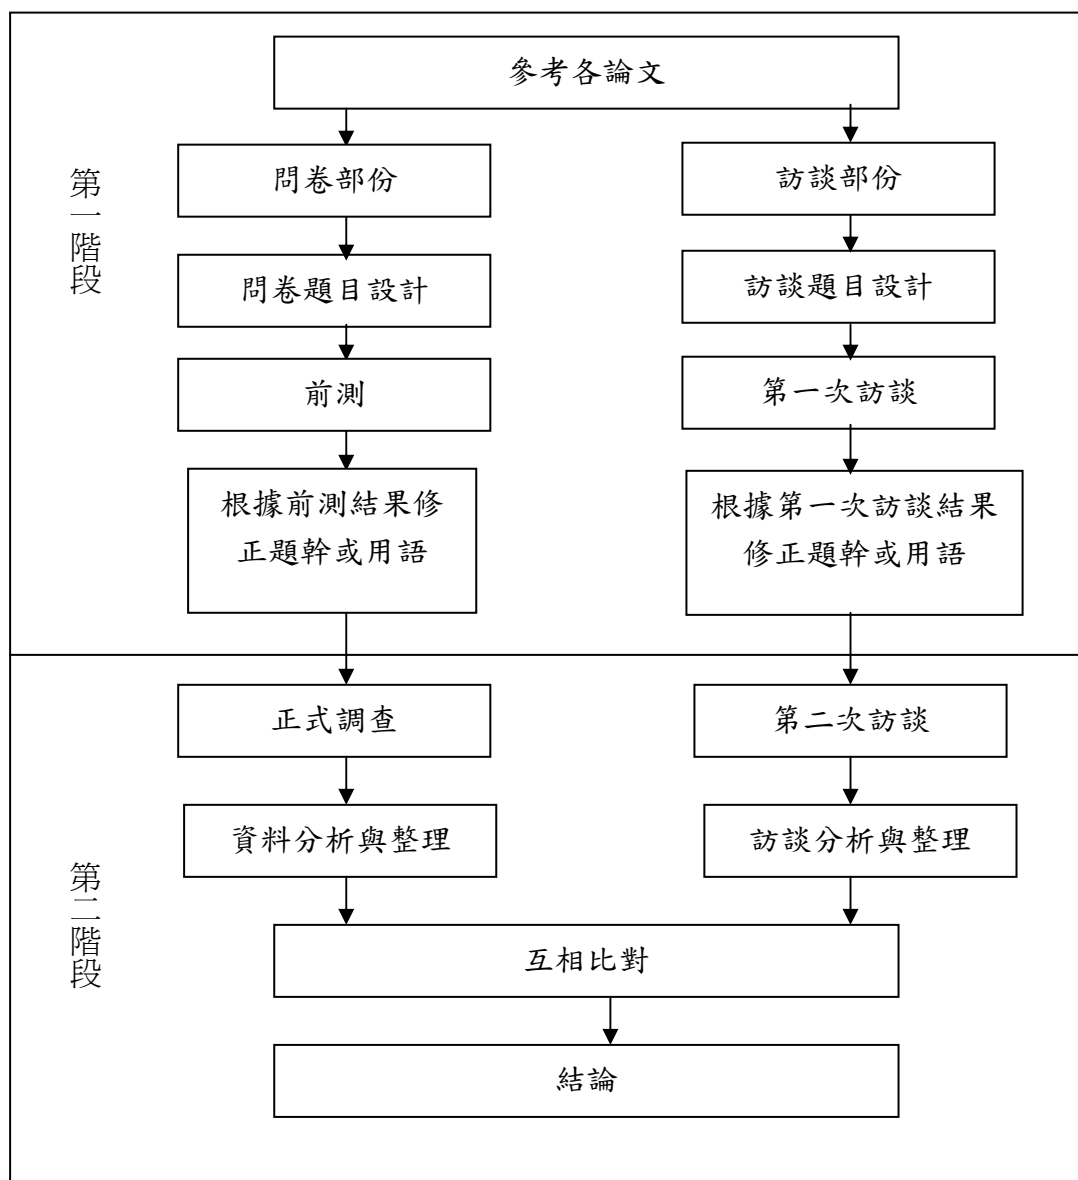 參考各論文
第一階段
問卷部份
訪談部份
問卷題目設計
訪談題目設計
前測
第一次訪談
根據前測結果修
正題幹或用語
根據第一次訪談結果
修正題幹或用語
第二階段
正式調查
第二次訪談
資料分析與整理
訪談分析與整理
互相比對
結論